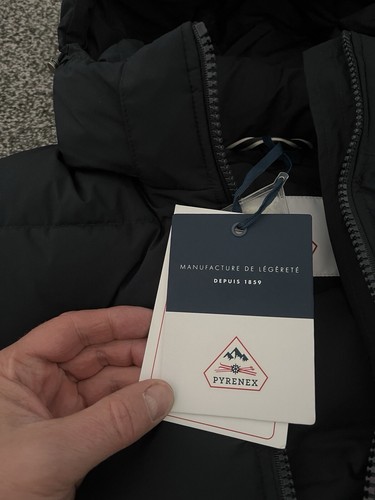 MANUFACTURE DE LÉGÈRETÉ
DEPUIS 1859
PYRENEX